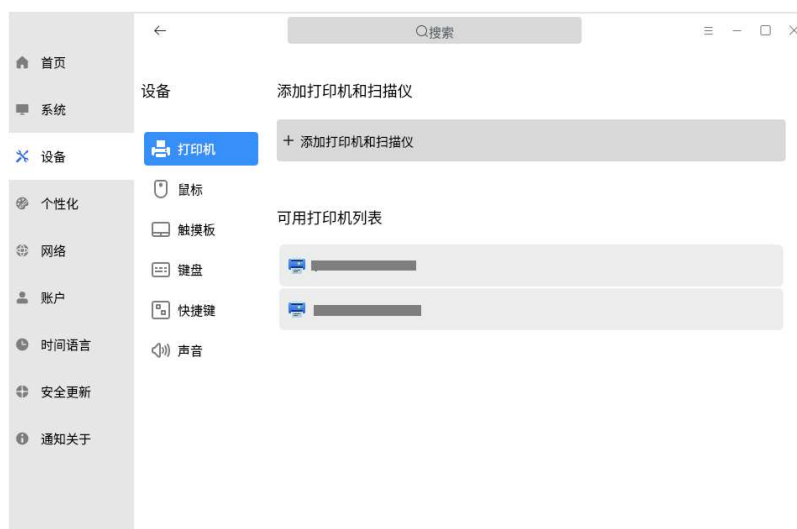 搜索
首页
系统
设备
个性化
网络
账户
时间语言
安全更新
通知关于
设备
打印机
鼠标
触摸板
键盘
快捷键
声音
添加打印机和扫描仪
+ 添加打印机和扫描仪
可用打印机列表